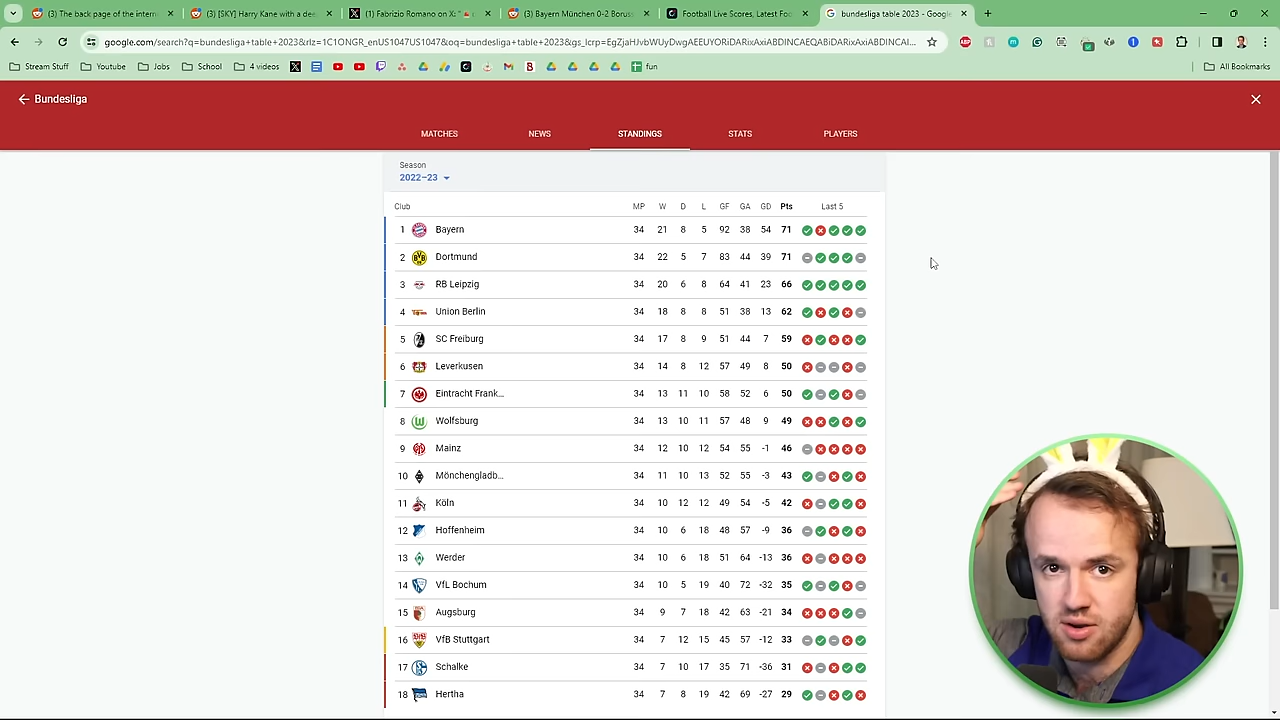 (3) The back page of the intern
(3) [SKY] Harry Kane with a dee
(1) Fabrizio Romano on X: "
(3) Bayern München 0-2 Boruss
Football Live Scores, Latest Foo
bundesliga table 2023 - Google
google.com/search?q=bundesliga+table+2023&rlz=1C1ONGR_enUS1047US1047&oq=bundesliga+table+2023&gs_lcrp=EgZjaHJvbWUyDwgAEEUYORiDARixAxiABDINCAEQABiDARixAxiABDINCAI...
Stream Stuff
Youtube
Jobs
School
4 videos
fun
All Bookmarks
Bundesliga
MATCHES NEWS STANDINGS STATS PLAYERS
Season
2022–23
Club MP W D L GF GA GD Pts Last 5
1 Bayern 34 21 8 5 92 38 54 71
2 Dortmund 34 22 5 7 83 44 39 71
3 RB Leipzig 34 20 6 8 64 41 23 66
4 Union Berlin 34 18 8 8 51 38 13 62
5 SC Freiburg 34 17 8 9 51 44 7 59
6 Leverkusen 34 14 8 12 57 49 8 50
7 Eintracht Frank... 34 13 11 10 58 52 6 50
8 Wolfsburg 34 13 10 11 57 48 9 49
9 Mainz 34 12 10 12 54 55 -1 46
10 Mönchengladb... 34 11 10 13 52 55 -3 43
11 Köln 34 10 12 12 49 54 -5 42
12 Hoffenheim 34 10 6 18 48 57 -9 36
13 Werder 34 10 6 18 51 64 -13 36
14 VfL Bochum 34 10 5 19 40 72 -32 35
15 Augsburg 34 9 7 18 42 63 -21 34
16 VfB Stuttgart 34 7 12 15 45 57 -12 33
17 Schalke 34 7 10 17 35 71 -36 31
18 Hertha 34 7 8 19 42 69 -27 29